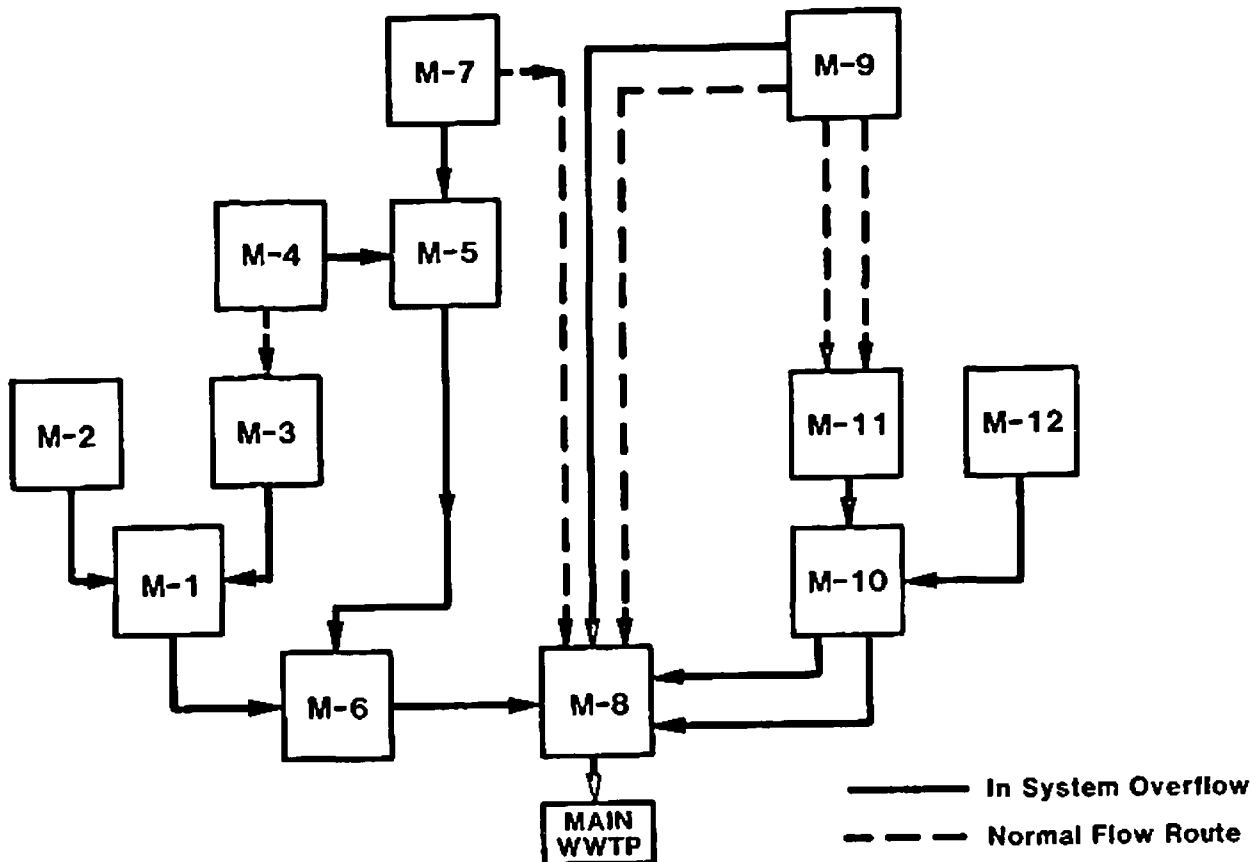 M-7
M-9
M-4
M-5
M-2
M-3
M-11
M-12
M-1
M-10
M-6
M-8
MAIN
WWTP
In System Overflow
Normal Flow Route